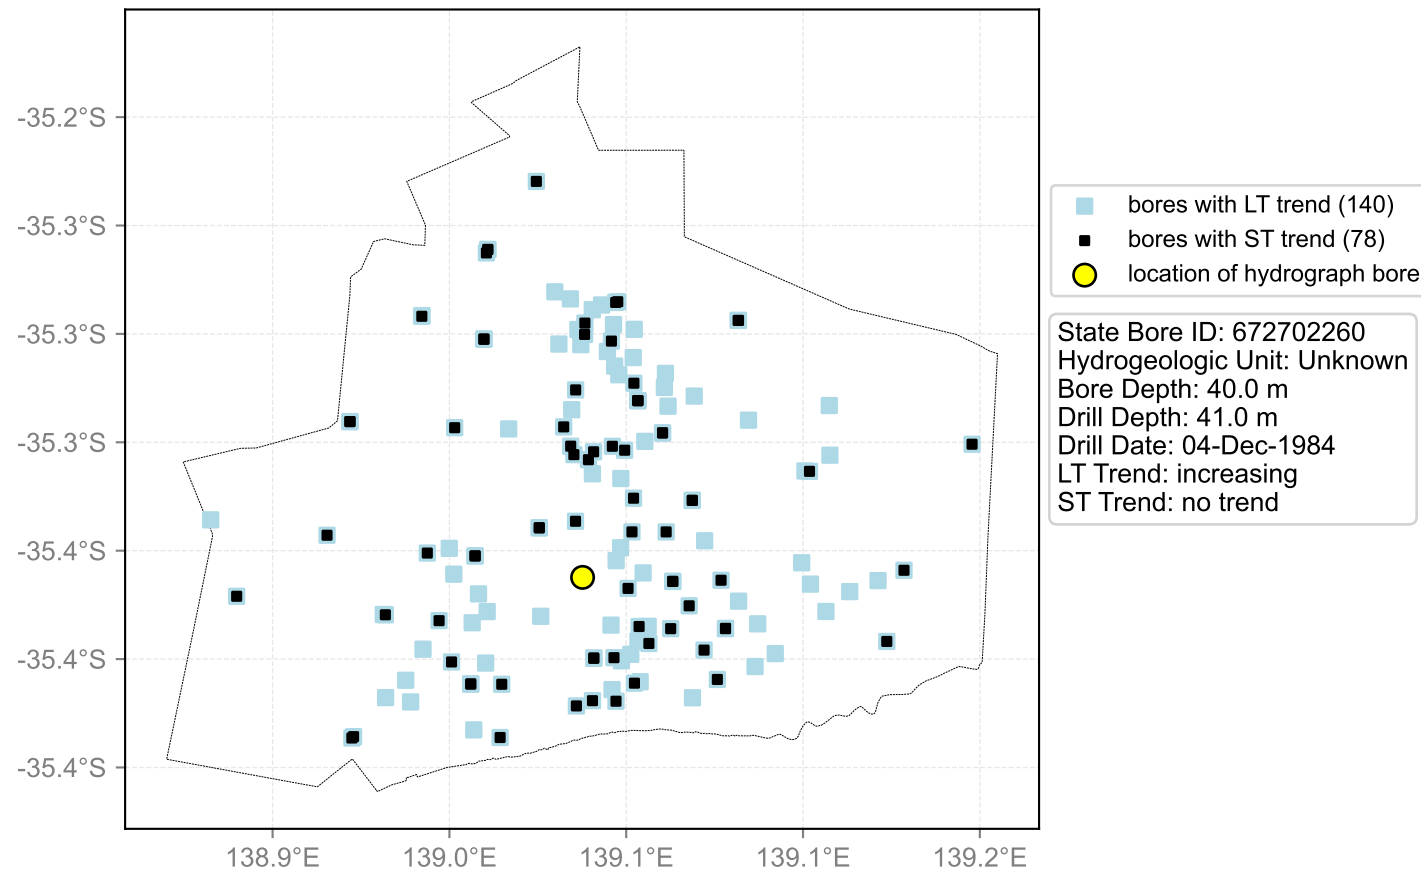 -35.2°S
-35.3°S
-35.3°S
-35.3°S
-35.4°S
-35.4°S
-35.4°S
138.9°E
139.0°E
139.1°E
139.1°E
139.2°E
bores with LT trend (140)
bores with ST trend (78)
location of hydrograph bore
State Bore ID: 672702260
Hydrogeologic Unit: Unknown
Bore Depth: 40.0 m
Drill Depth: 41.0 m
Drill Date: 04-Dec-1984
LT Trend: increasing
ST Trend: no trend